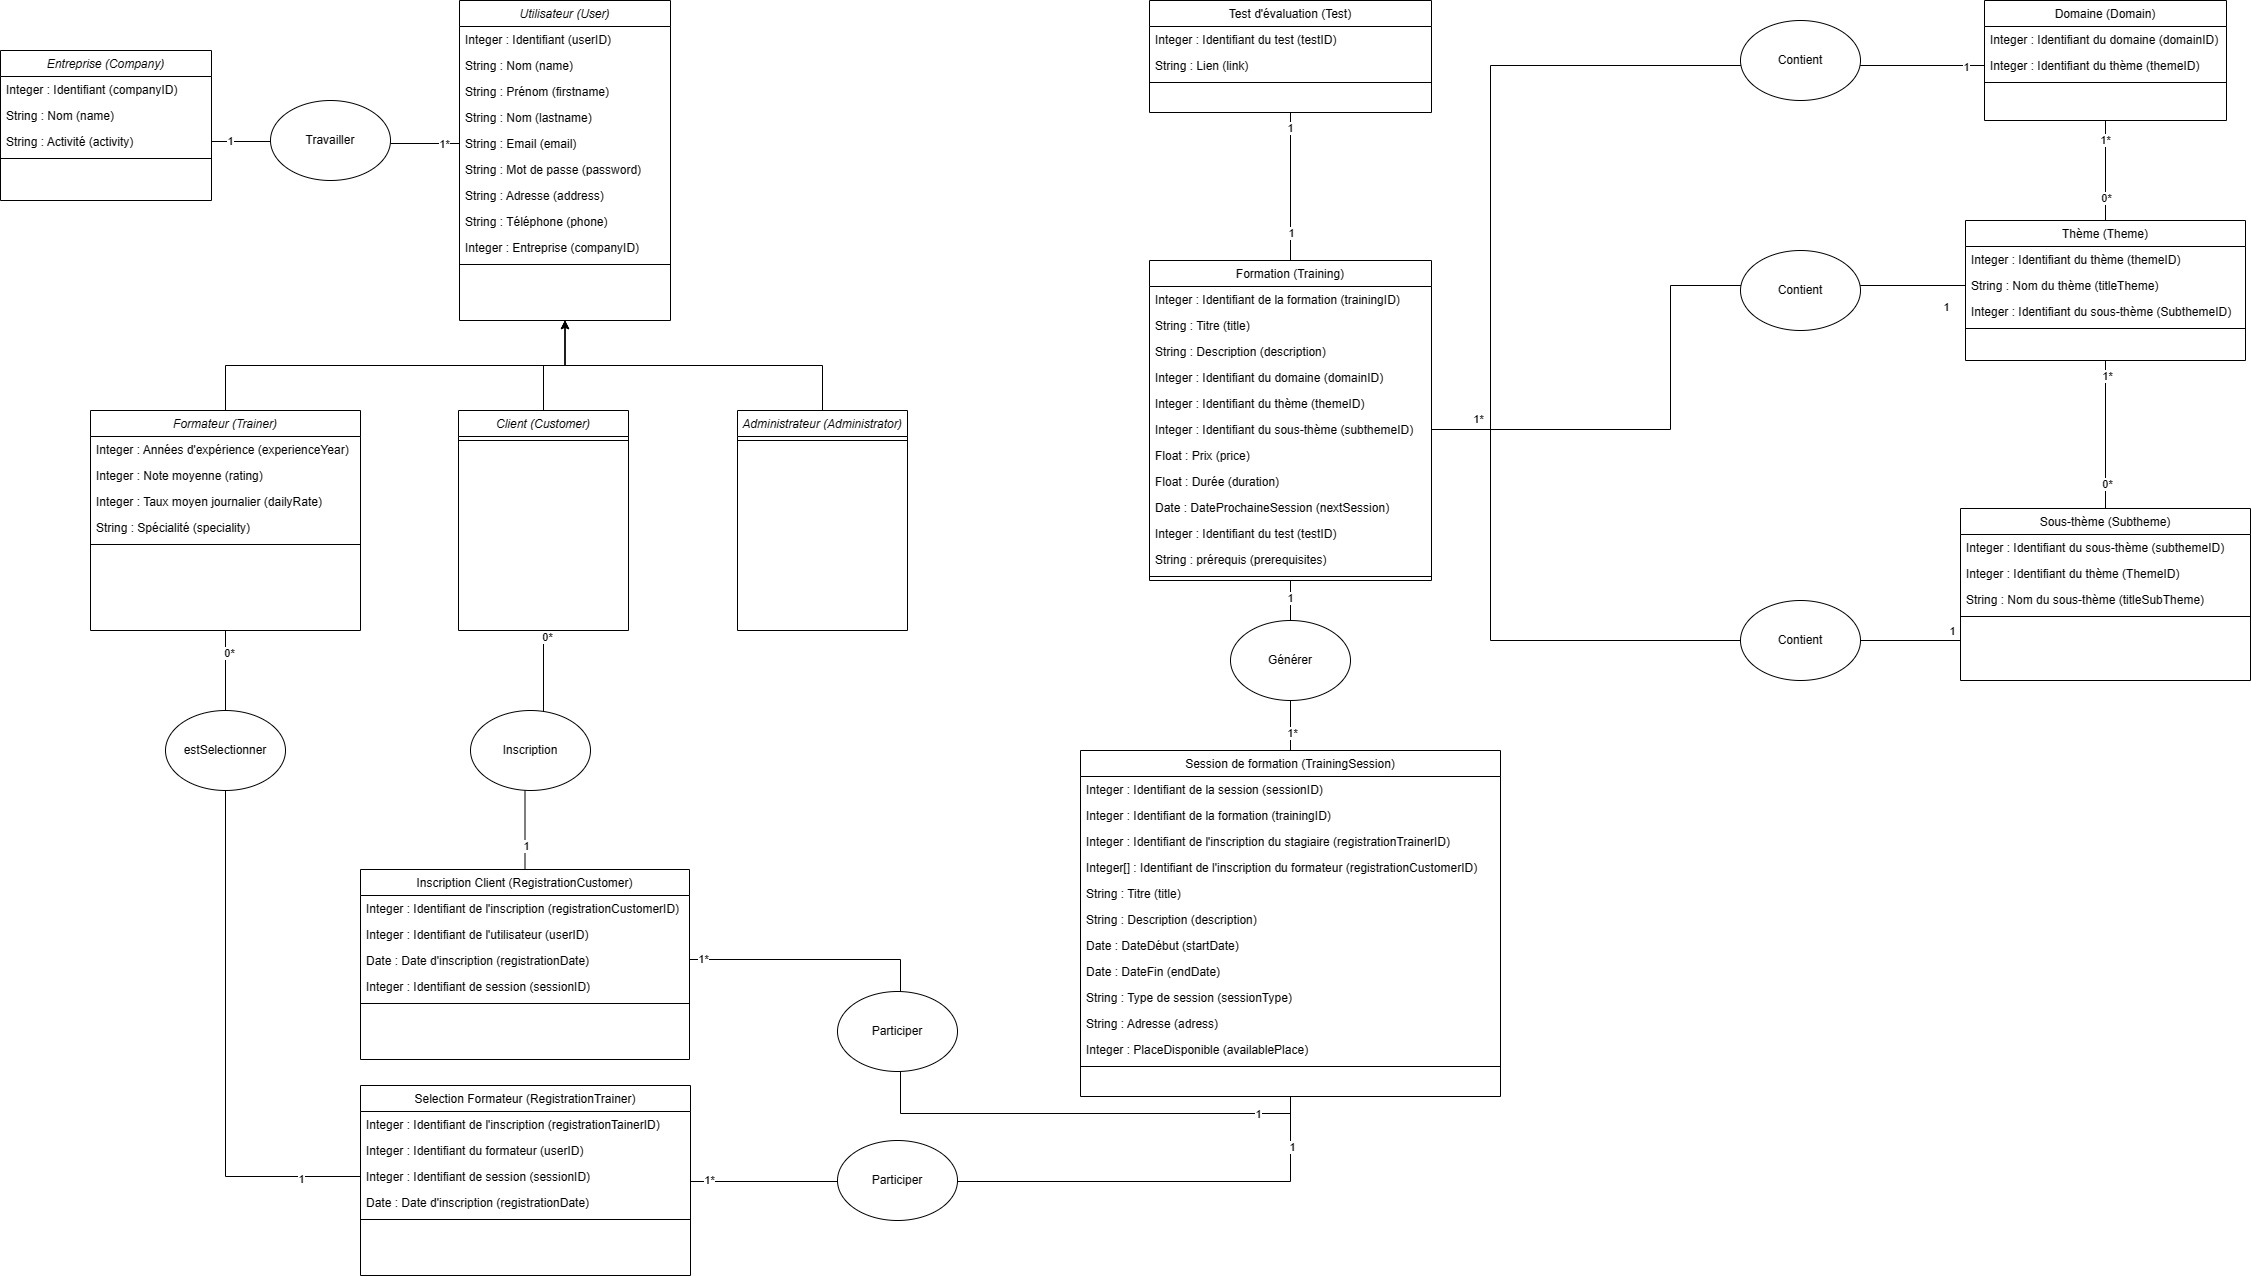 Entreprise (Company)
Integer : Identifiant (companyID)
String : Nom (name)
String : Activité (activity)
1
Travailler
1*
Utilisateur (User)
Integer : Identifiant (userID)
String : Nom (name)
String : Prénom (firstname)
String : Nom (lastname)
String : Email (email)
String : Mot de passe (password)
String : Adresse (address)
String : Téléphone (phone)
Integer : Entreprise (companyID)
Formateur (Trainer)
Integer : Années d'expérience (experienceYear)
Integer : Note moyenne (rating)
Integer : Taux moyen journalier (dailyRate)
String : Spécialité (speciality)
Client (Customer)
Administrateur (Administrator)
0*
estSelectionner
1
0*
Inscription
1
Inscription Client (RegistrationCustomer)
Integer : Identifiant de l'inscription (registrationCustomerID)
Integer : Identifiant de l'utilisateur (userID)
Date : Date d'inscription (registrationDate)
Integer : Identifiant de session (sessionID)
1*
Participer
1
Selection Formateur (RegistrationTrainer)
Integer : Identifiant de l'inscription (registrationTainerID)
Integer : Identifiant du formateur (userID)
Integer : Identifiant de session (sessionID)
Date : Date d'inscription (registrationDate)
1*
Participer
1
Test d'évaluation (Test)
Integer : Identifiant du test (testID)
String : Lien (link)
1
1
Formation (Training)
Integer : Identifiant de la formation (trainingID)
String : Titre (title)
String : Description (description)
Integer : Identifiant du domaine (domainID)
Integer : Identifiant du thème (themeID)
Integer : Identifiant du sous-thème (subthemeID)
Float : Prix (price)
Float : Durée (duration)
Date : DateProchaineSession (nextSession)
Integer : Identifiant du test (testID)
String : prérequis (prerequisites)
1
Générer
1*
Session de formation (TrainingSession)
Integer : Identifiant de la session (sessionID)
Integer : Identifiant de la formation (trainingID)
Integer : Identifiant de l'inscription du stagiaire (registrationTrainerID)
Integer[] : Identifiant de l'inscription du formateur (registrationCustomerID)
String : Titre (title)
String : Description (description)
Date : DateDébut (startDate)
Date : DateFin (endDate)
String : Type de session (sessionType)
String : Adresse (adress)
Integer : PlaceDisponible (availablePlace)
1*
Contient
1
Domaine (Domain)
Integer : Identifiant du domaine (domainID)
Integer : Identifiant du thème (themeID)
1*
0*
Contient
1
Thème (Theme)
Integer : Identifiant du thème (themeID)
String : Nom du thème (titleTheme)
Integer : Identifiant du sous-thème (SubthemeID)
1*
0*
Contient
1
Sous-thème (Subtheme)
Integer : Identifiant du sous-thème (subthemeID)
Integer : Identifiant du thème (ThemeID)
String : Nom du sous-thème (titleSubTheme)